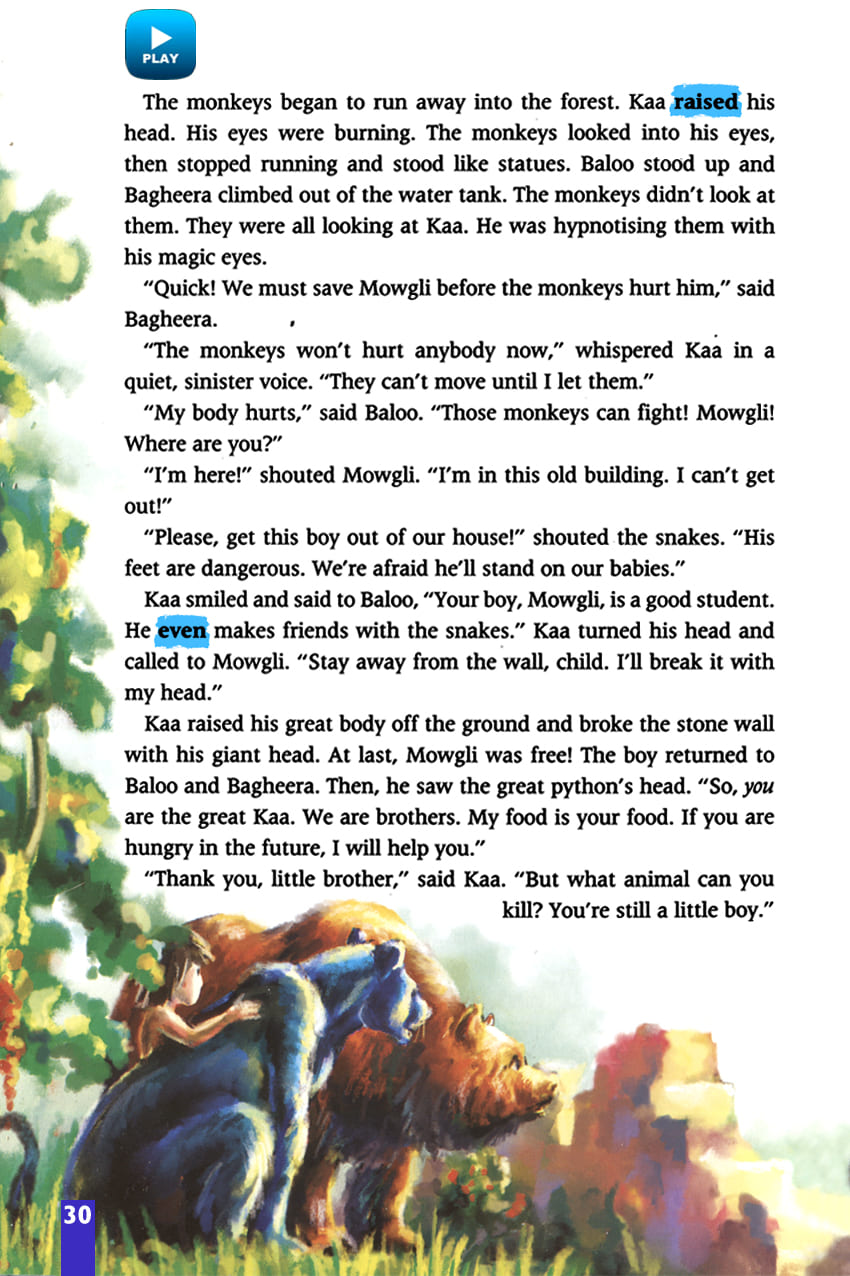 PLAY
The monkeys began to run away into the forest. Kaa raised his
head. His eyes were burning. The monkeys looked into his eyes,
then stopped running and stood like statues. Baloo stood up and
Bagheera climbed out of the water tank. The monkeys didn't look at
them. They were all looking at Kaa. He was hypnotising them with
his magic eyes.
"Quick! We must save Mowgli before the monkeys hurt him," said
Bagheera.
"The monkeys won't hurt anybody now," whispered Kaa in a
quiet, sinister voice. "They can't move until I let them."
"My body hurts," said Baloo. "Those monkeys can fight! Mowgli!
Where are you?"
"I'm here!" shouted Mowgli. "I'm in this old building. I can't get
out!"
"Please, get this boy out of our house!" shouted the snakes. "His
feet are dangerous. We're afraid he'll stand on our babies."
Kaa smiled and said to Baloo, "Your boy, Mowgli, is a good student.
He even makes friends with the snakes." Kaa turned his head and
called to Mowgli. "Stay away from the wall, child. I'll break it with
my head."
Kaa raised his great body off the ground and broke the stone wall
with his giant head. At last, Mowgli was free! The boy returned to
Baloo and Bagheera. Then, he saw the great python's head. "So, you
are the great Kaa. We are brothers. My food is your food. If you are
hungry in the future, I will help you."
"Thank you, little brother," said Kaa. "But what animal can you
kill? You're still a little boy."
30